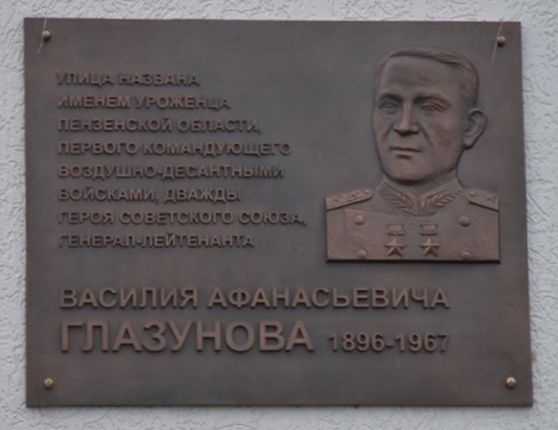 УЛИЦА НАЗВАНА
ИМЕНЕМ УРОЖЕНЦА
ПЕНЗЕНСКОЙ ОБЛАСТИ,
ПЕРВОГО КОМАНДУЮЩЕГО
ВОЗДУШНО-ДЕСАНТНЫМИ
ВОЙСКАМИ, ДВАЖДЫ
ГЕРОЯ СОВЕТСКОГО СОЮЗА,
ГЕНЕРАЛ-ЛЕЙТЕНАНТА
ВАСИЛИЯ АФАНАСЬЕВИЧА
ГЛАЗУНОВА 1896-1967